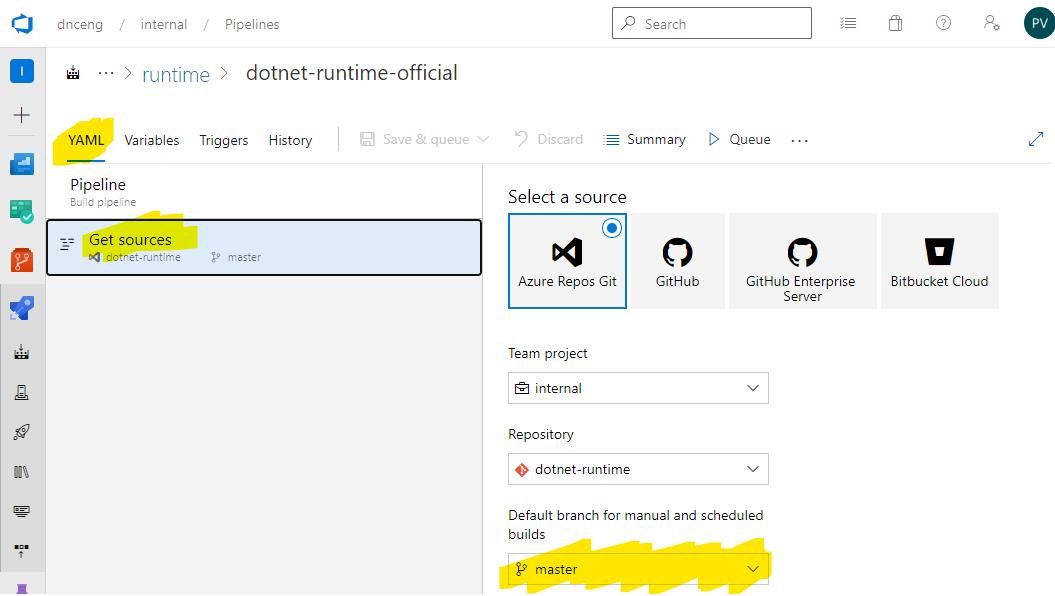 dnceng / internal / Pipelines
Search
PV
I
... > runtime > dotnet-runtime-official
YAML Variables Triggers History Save & queue Discard Summary Queue ...
Pipeline
Build pipeline
Get sources
dotnet-runtime master
Select a source
Azure Repos Git
GitHub
GitHub Enterprise
Server
Bitbucket Cloud
Team project
internal
Repository
dotnet-runtime
Default branch for manual and scheduled
builds
master